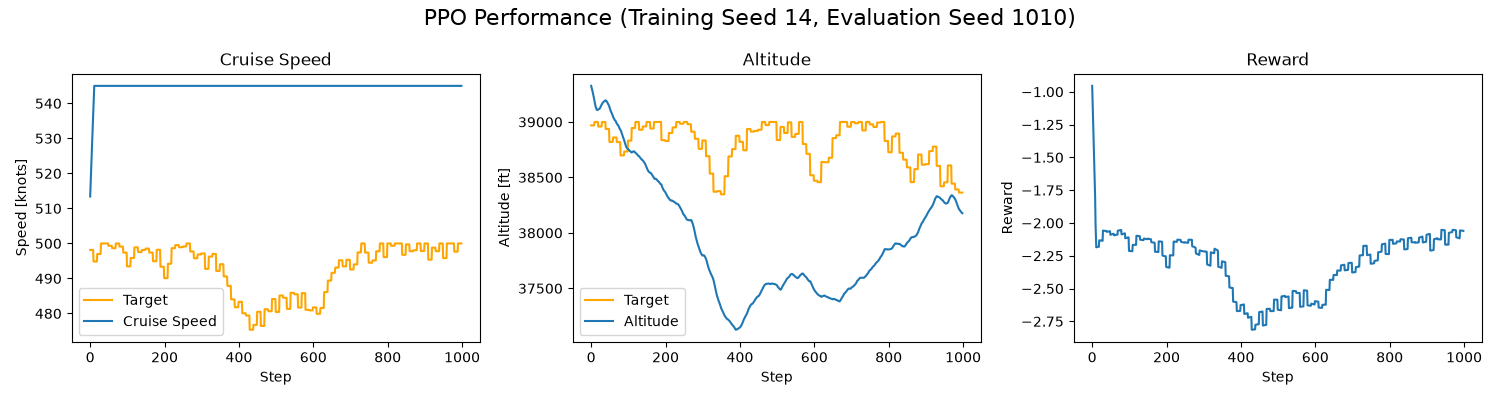 PPO Performance (Training Seed 14, Evaluation Seed 1010)
Cruise Speed
Speed [knots]
540
530
520
510
500
490
480
Target
Cruise Speed
0
200
400
600
800
1000
Step
Altitude
Altitude [ft]
39000
38500
38000
37500
Target
Altitude
0
200
400
600
800
1000
Step
Reward
Reward
−1.00
−1.25
−1.50
−1.75
−2.00
−2.25
−2.50
−2.75
0
200
400
600
800
1000
Step